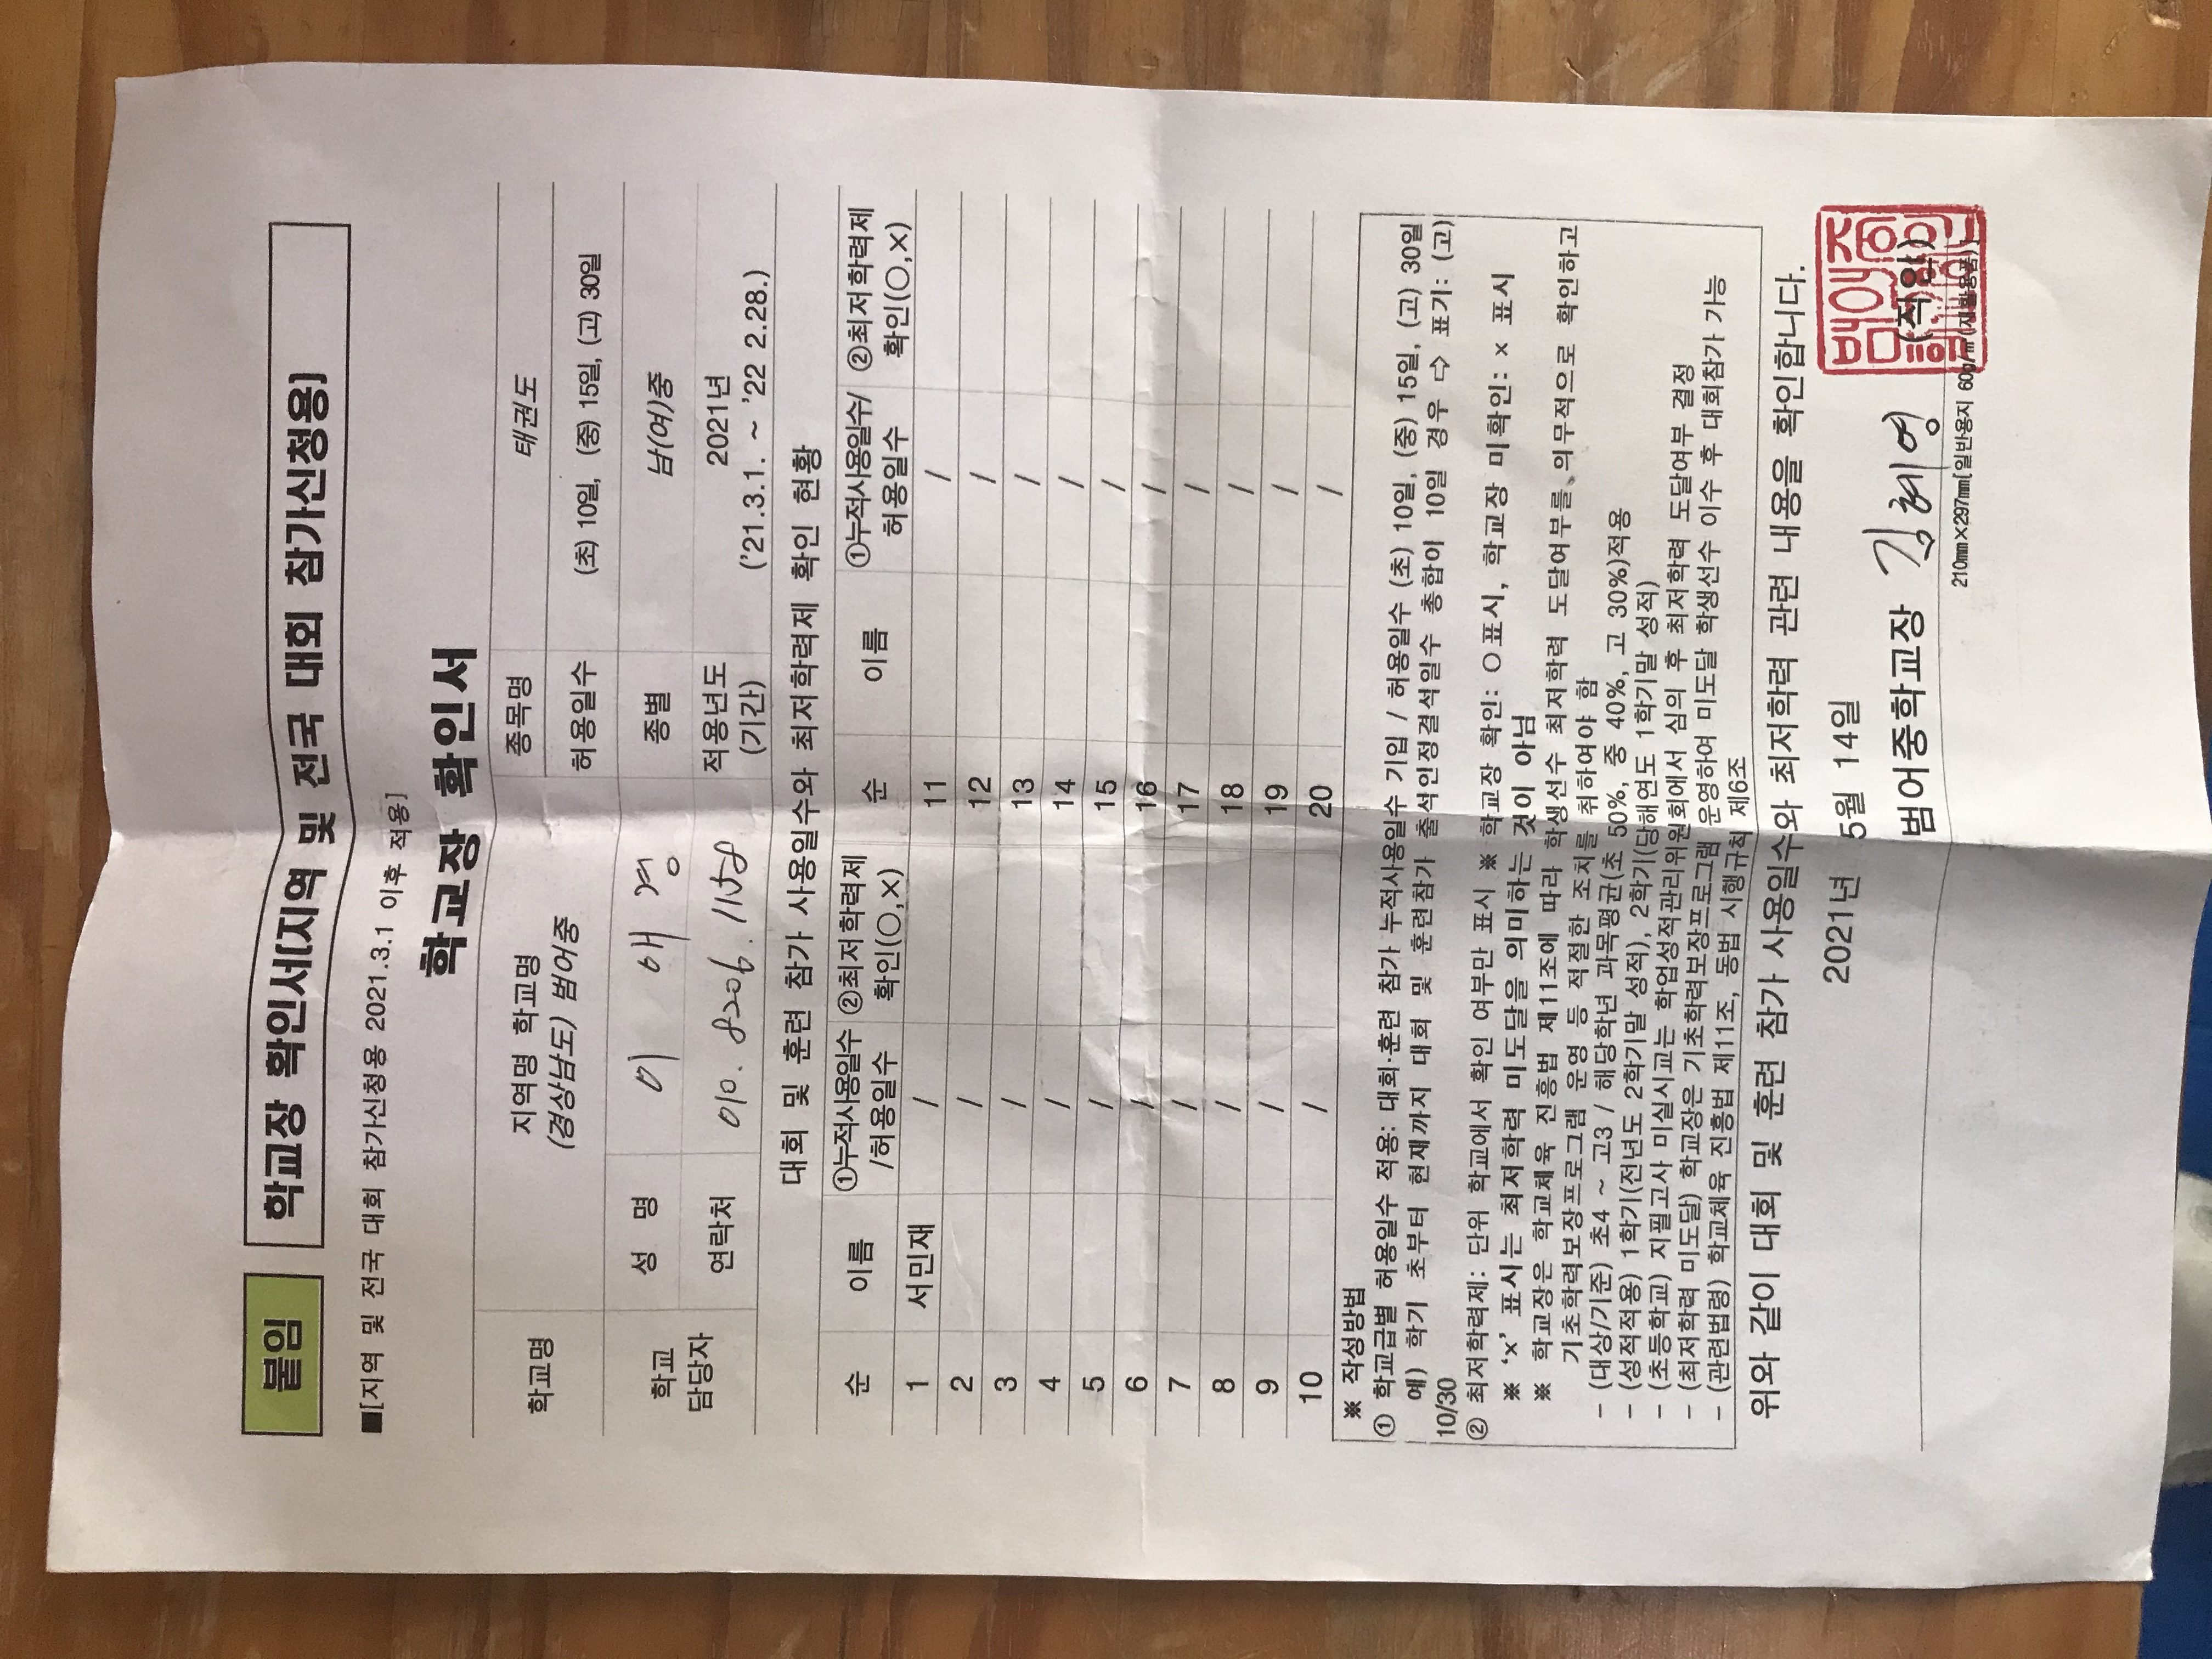 붙임 학교장 확인서(지역 및 전국 대회 참가신청용)
■[지역 및 전국 대회 참가신청용 2021.3.1 이후 적용]
학교장 확인서
학교명 지역명 학교명 종목명 태권도
(경상남도) 범어중 허용일수 (초) 10일, (중) 15일, (고) 30일
학교 담당자 성 명 이 애 경 종별 남(여)중
연락처 010. 8206. 1158 적용년도 2021년
(기간) ('21.3.1. ~ '22 2.28.)
대회 및 훈련 참가 사용일수와 최저학력제 확인 현황
순 이름 ①누적사용일수 ②최저학력제 순 이름 ①누적사용일수/ ②최저학력제
/허용일수 확인(○,×) 허용일수 확인(○,×)
1 서민재 / 11 /
2 / 12 /
3 / 13 /
4 / 14 /
5 / 15 /
6 / 16 /
7 / 17 /
8 / 18 /
9 / 19 /
10 / 20 /
※ 작성방법
① 학교급별 허용일수 적용: 대회·훈련 참가 누적사용일수 기입 / 허용일수 (초) 10일, (중) 15일, (고) 30일
예) 학기 초부터 현재까지 대회 및 훈련참가 출석인정결석일수 총합이 10일 경우 ⇨ 표기: (고)
10/30
② 최저학력제: 단위 학교에서 확인 여부만 표시 ※ 학교장 확인: ○표시, 학교장 미확인: × 표시
※ '×' 표시는 최저학력 미도달을 의미하는 것이 아님
※ 학교장은 학교체육 진흥법 제11조에 따라 학생선수 최저학력 도달여부를 의무적으로 확인하고
기초학력보장프로그램 운영 등 적절한 조치를 취하여야 함
- (대상/기준) 초4 ~ 고3 / 해당학년 과목평균(초 50%, 중 40%, 고 30%)적용
- (성적적용) 1학기(전년도 2학기말 성적), 2학기(당해연도 1학기말 성적)
- (초등학교) 지필고사 미실시교는 학업성적관리위원회에서 심의 후 최저학력 도달여부 결정
- (최저학력 미도달) 학교장은 기초학력보장프로그램 운영하여 미도달 학생선수 이수 후 대회참가 가능
- (관련법령) 학교체육 진흥법 제11조, 동법 시행규칙 제6조
위와 같이 대회 및 훈련 참가 사용일수와 최저학력 관련 내용을 확인합니다.
2021년 5월 14일
범어중학교장 김혜영 (직인)
210㎜×297㎜[일반용지 60g/㎡(재활용품)]